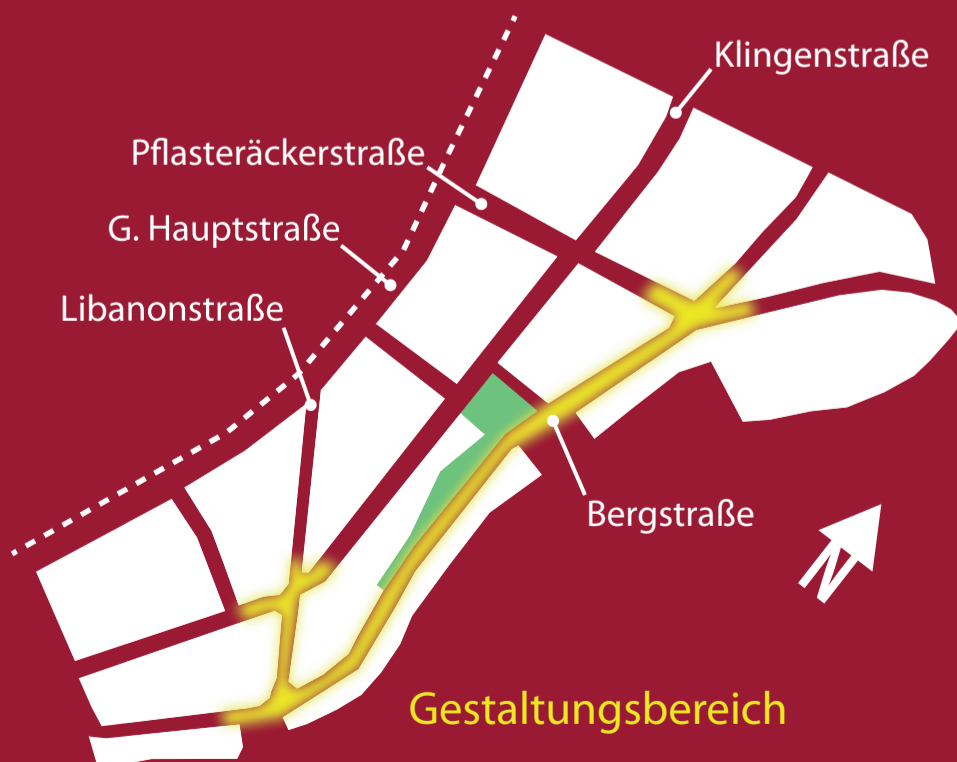 Klingenstraße
Pflasteräckerstraße
G. Hauptstraße
Libanonstraße
Bergstraße
N
Gestaltungsbereich